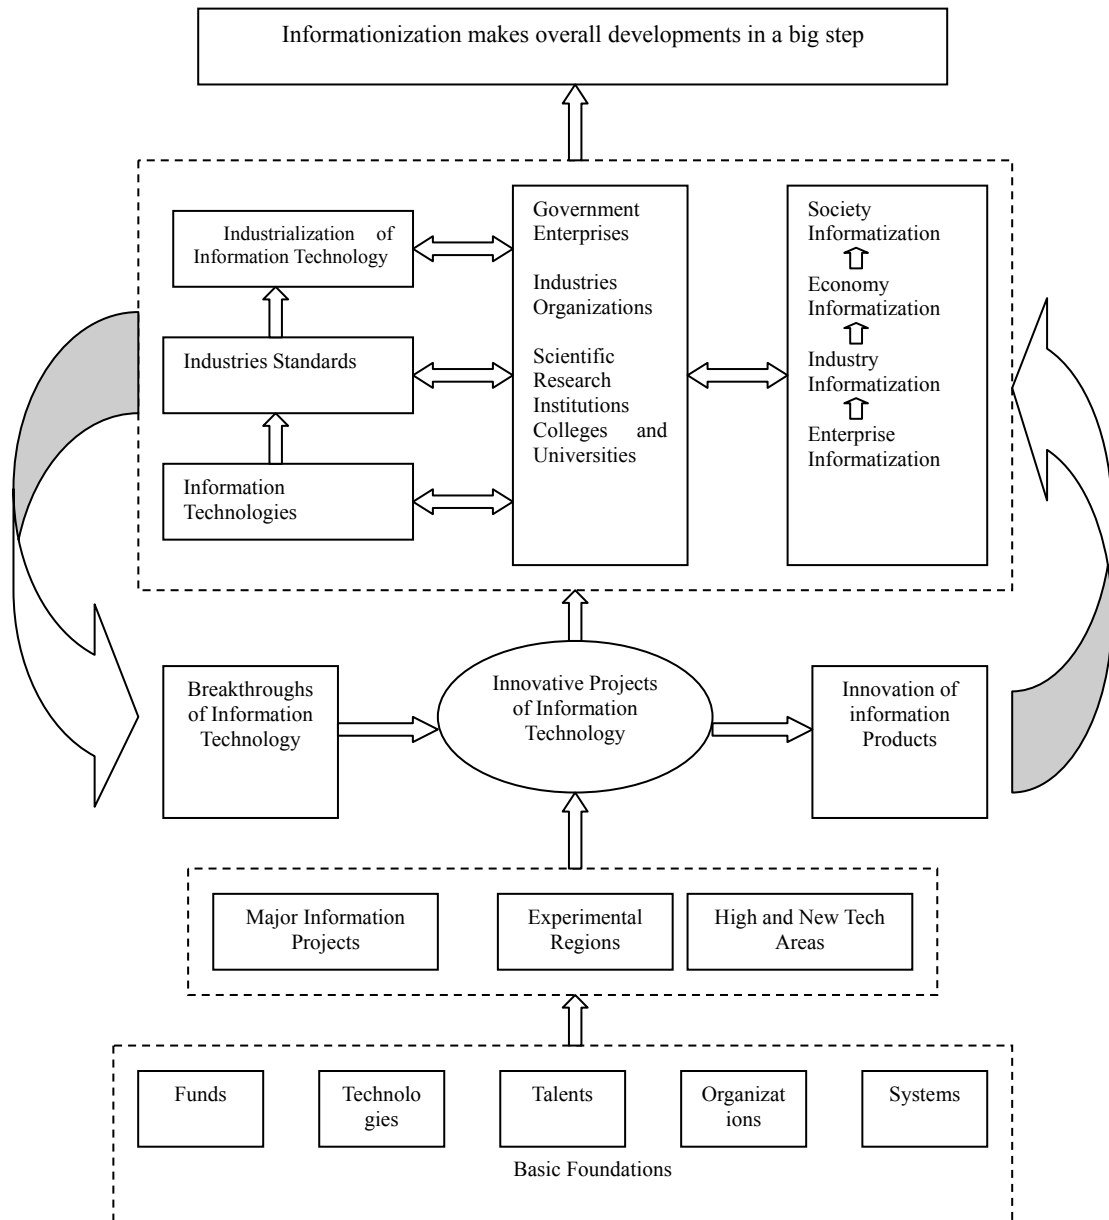 Informationization makes overall developments in a big step
Industrialization of
Information Technology
Industries Standards
Information
Technologies
Government
Enterprises
Industries
Organizations
Scientific
Research
Institutions
Colleges and
Universities
Society
Informatization
Economy
Informatization
Industry
Informatization
Enterprise
Informatization
Breakthroughs
of Information
Technology
Innovative Projects
of Information
Technology
Innovation of
information
Products
Major Information
Projects
Experimental
Regions
High and New Tech
Areas
Funds
Technolo
gies
Talents
Organizat
ions
Systems
Basic Foundations